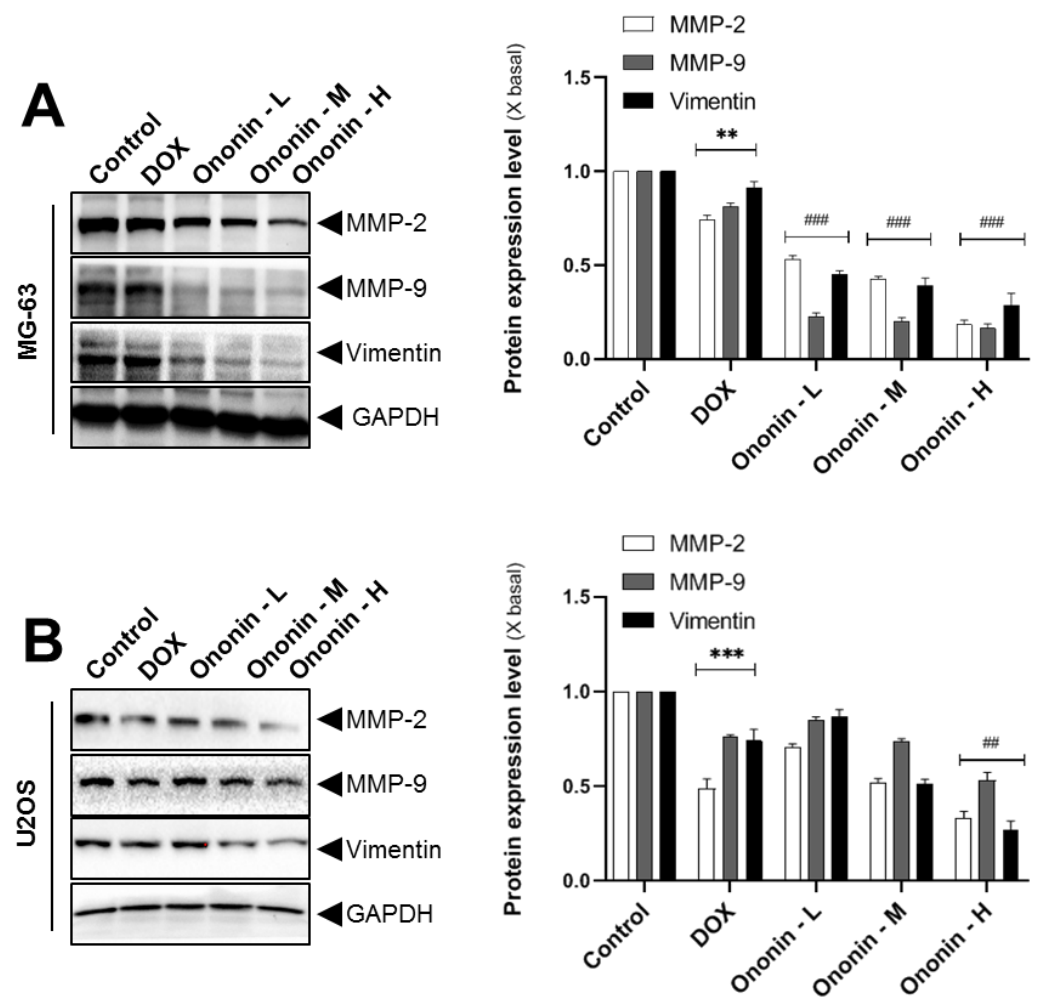 A
Control
DOX
Ononin - L
Ononin - M
Ononin - H
MG-63
MMP-2
MMP-9
Vimentin
GAPDH
MMP-2
MMP-9
Vimentin
Protein expression level (X basal)
1.5
1.0
0.5
0.0
**
###
###
###
Control
DOX
Ononin - L
Ononin - M
Ononin - H
B
Control
DOX
Ononin - L
Ononin - M
Ononin - H
U2OS
MMP-2
MMP-9
Vimentin
GAPDH
MMP-2
MMP-9
Vimentin
Protein expression level (X basal)
1.5
1.0
0.5
0.0
***
##
Control
DOX
Ononin - L
Ononin - M
Ononin - H